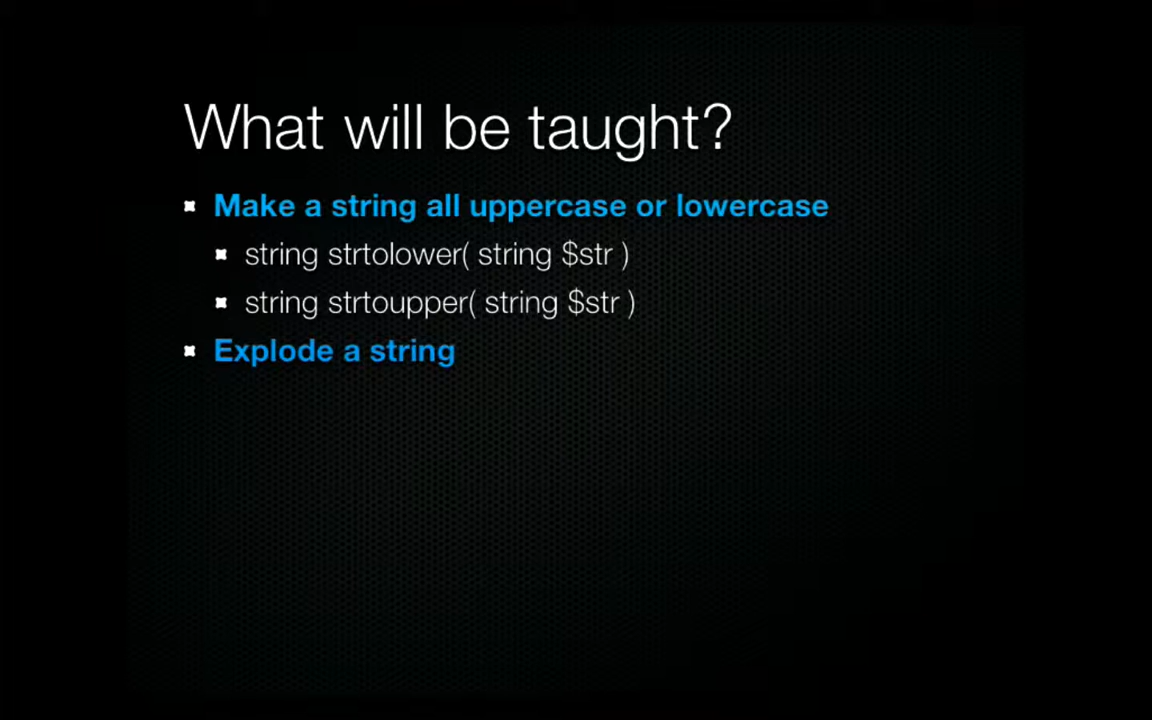 What will be taught?
Make a string all uppercase or lowercase
string strtolower( string $str )
string strtoupper( string $str )
Explode a string